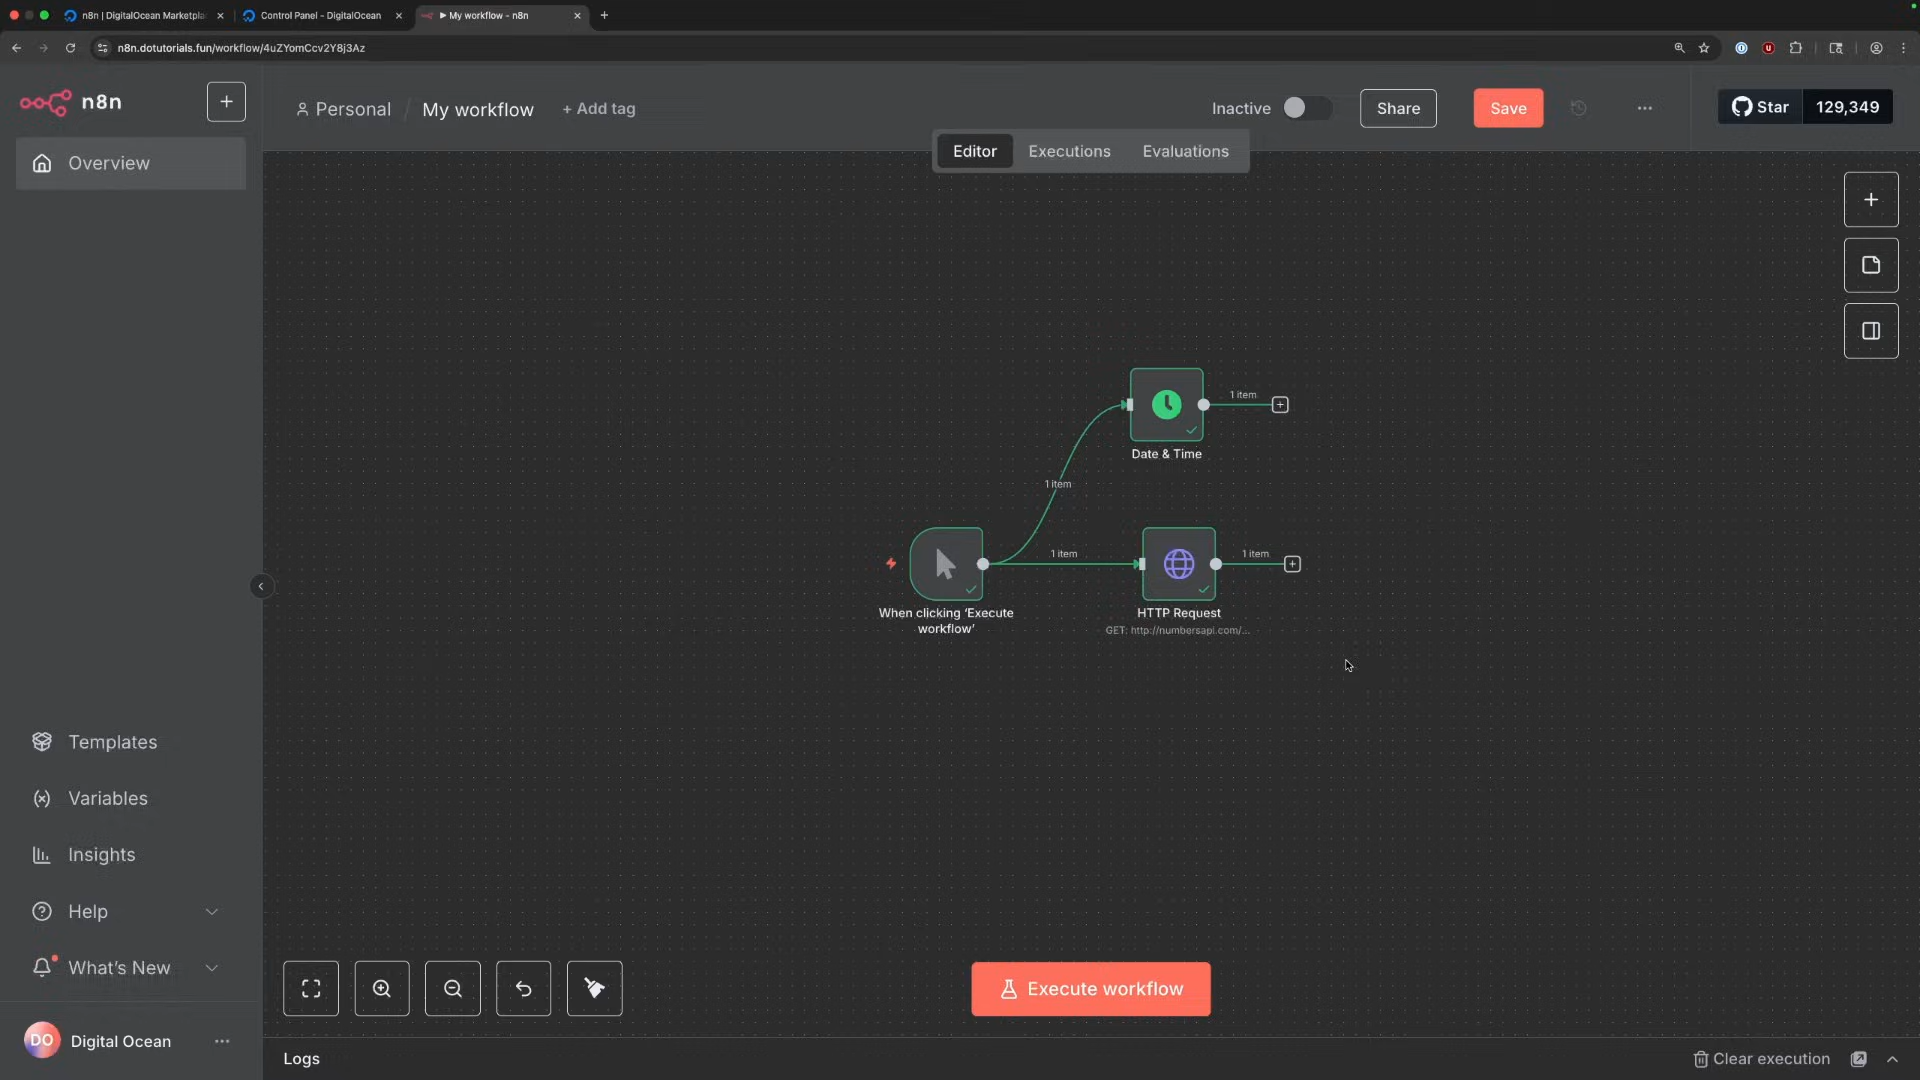 n8n | DigitalOcean Marketpla
Control Panel - DigitalOcean
My workflow - n8n
n8n.dotutorials.fun/workflow/4uZYomCcv2Y8j3Az
n8n
Personal / My workflow + Add tag
Inactive
Share
Save
Star 129,349
Editor Executions Evaluations
Overview
1 item
Date & Time
1 item
1 item
1 item
When clicking ‘Execute
workflow’
HTTP Request
GET: http://numbersapi.com/...
Templates
Variables
Insights
Help
What’s New
Execute workflow
DO Digital Ocean
Logs
Clear execution